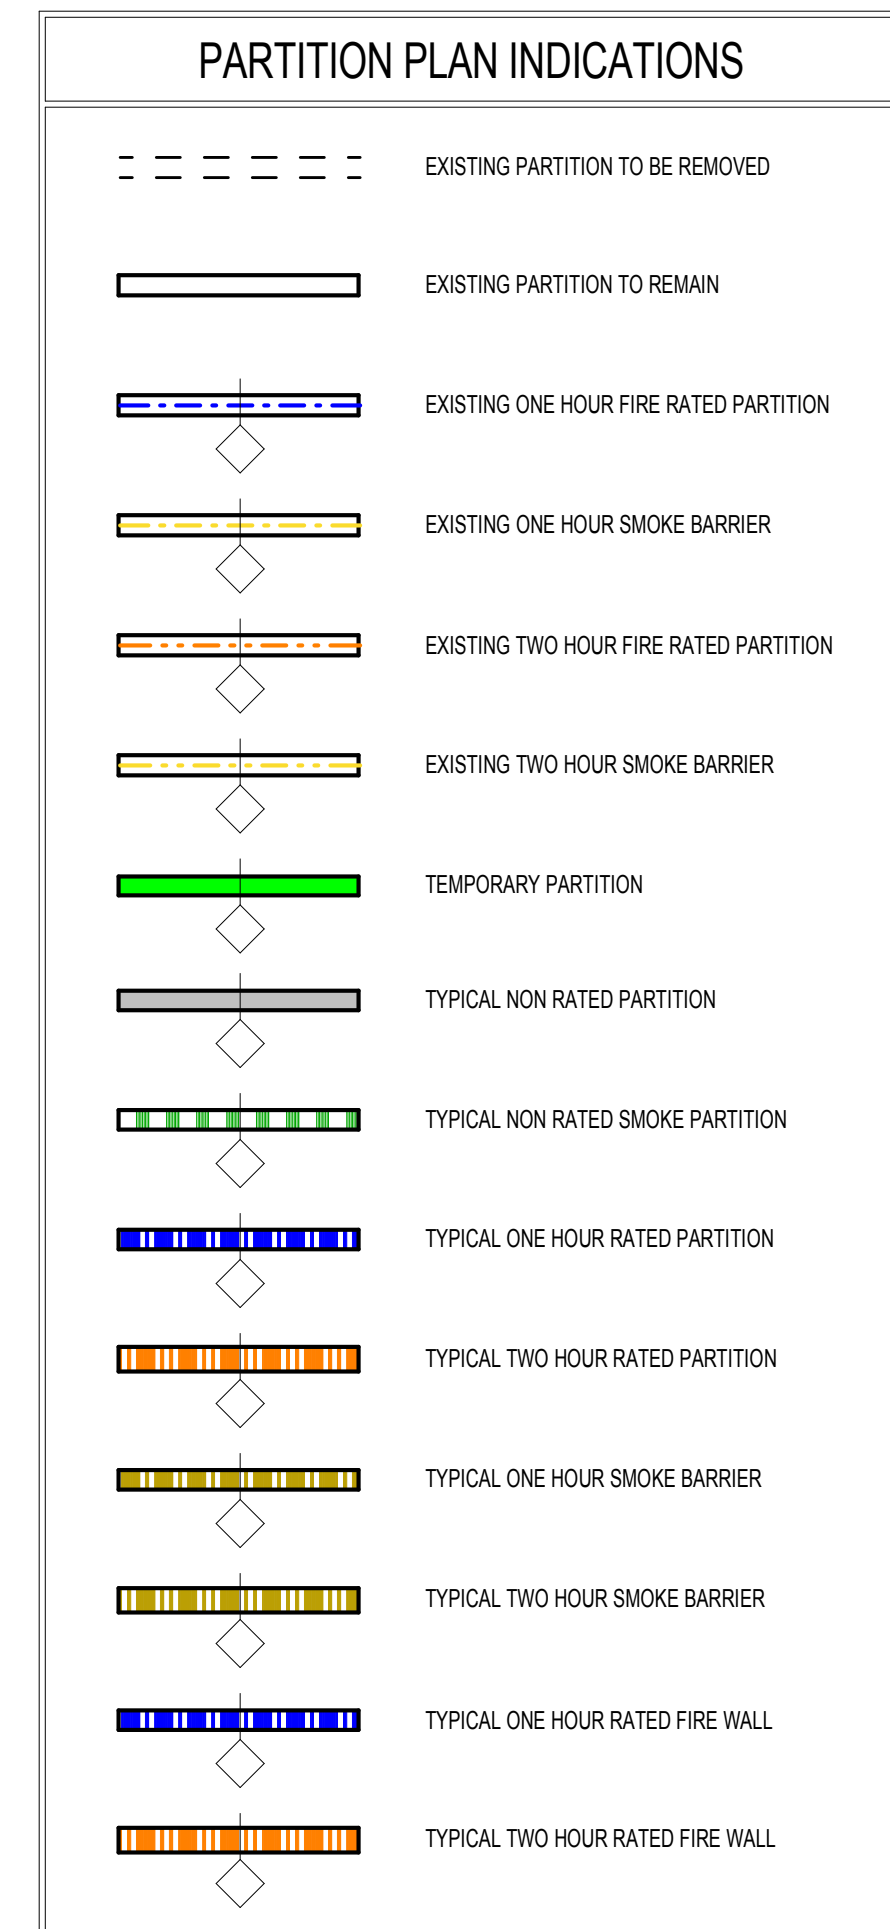 PARTITION PLAN INDICATIONS
EXISTING PARTITION TO BE REMOVED
EXISTING PARTITION TO REMAIN
EXISTING ONE HOUR FIRE RATED PARTITION
EXISTING ONE HOUR SMOKE BARRIER
EXISTING TWO HOUR FIRE RATED PARTITION
EXISTING TWO HOUR SMOKE BARRIER
TEMPORARY PARTITION
TYPICAL NON RATED PARTITION
TYPICAL NON RATED SMOKE PARTITION
TYPICAL ONE HOUR RATED PARTITION
TYPICAL TWO HOUR RATED PARTITION
TYPICAL ONE HOUR SMOKE BARRIER
TYPICAL TWO HOUR SMOKE BARRIER
TYPICAL ONE HOUR RATED FIRE WALL
TYPICAL TWO HOUR RATED FIRE WALL